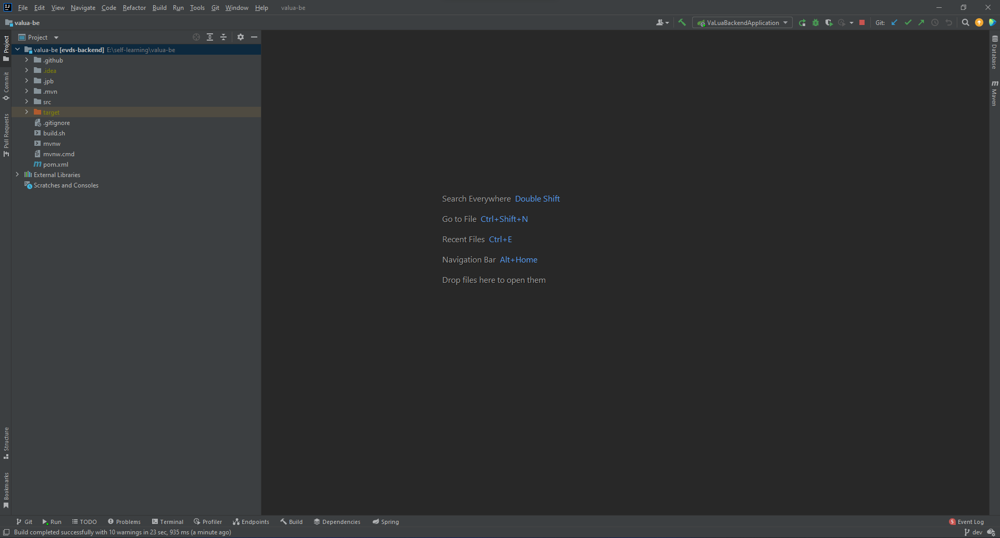 File Edit View Navigate Code Refactor Build Run Tools Git Window Help valua-be
valua-be
VaLuaBackendApplication
Git:
Project
valua-be [evds-backend] E:\self-learning\valua-be
.github
.idea
.jpb
.mvn
src
target
.gitignore
build.sh
mvnw
mvnw.cmd
pom.xml
External Libraries
Scratches and Consoles
Project
Commit
Pull Requests
Structure
Bookmarks
Search Everywhere Double Shift
Go to File Ctrl+Shift+N
Recent Files Ctrl+E
Navigation Bar Alt+Home
Drop files here to open them
Database
Maven
Git Run TODO Problems Terminal Profiler Endpoints Build Dependencies Spring
5 Event Log
Build completed successfully with 10 warnings in 23 sec, 935 ms (a minute ago)
dev